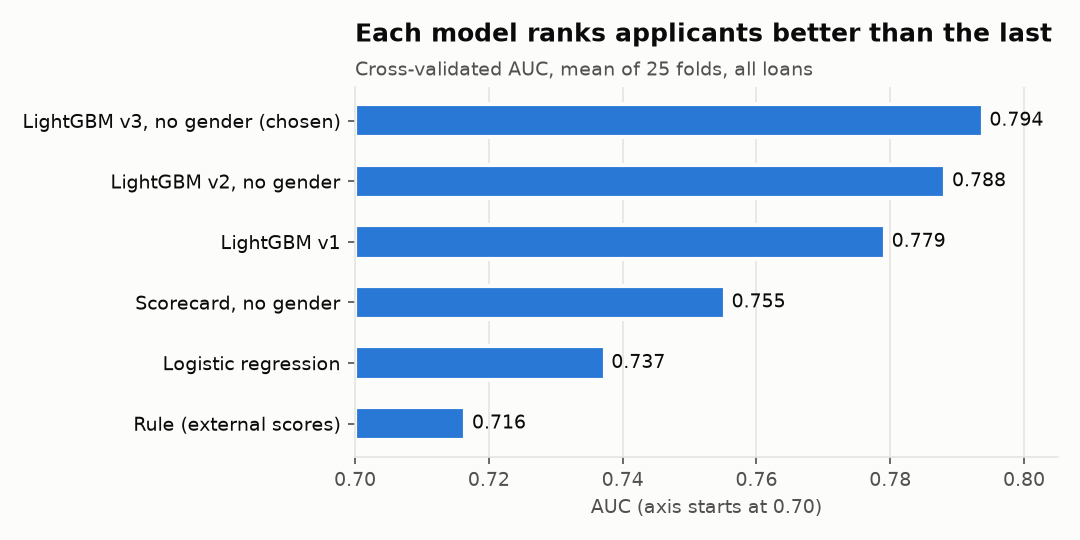 Each model ranks applicants better than the last
Cross-validated AUC, mean of 25 folds, all loans
LightGBM v3, no gender (chosen) 0.794
LightGBM v2, no gender 0.788
LightGBM v1 0.779
Scorecard, no gender 0.755
Logistic regression 0.737
Rule (external scores) 0.716
0.70 0.72 0.74 0.76 0.78 0.80
AUC (axis starts at 0.70)